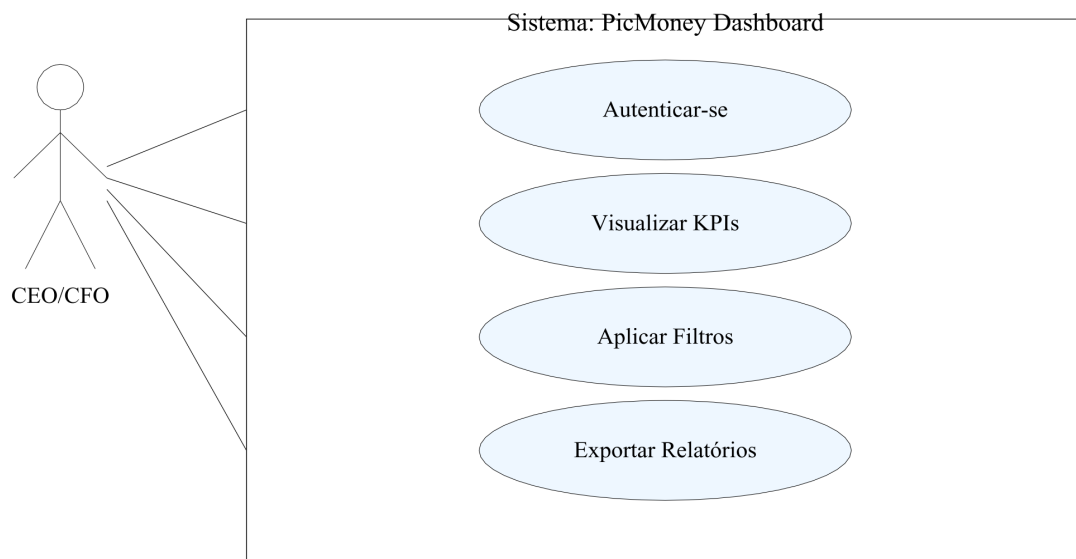 Sistema: PicMoney Dashboard
Autenticar-se
Visualizar KPIs
CEO/CFO
Aplicar Filtros
Exportar Relatórios